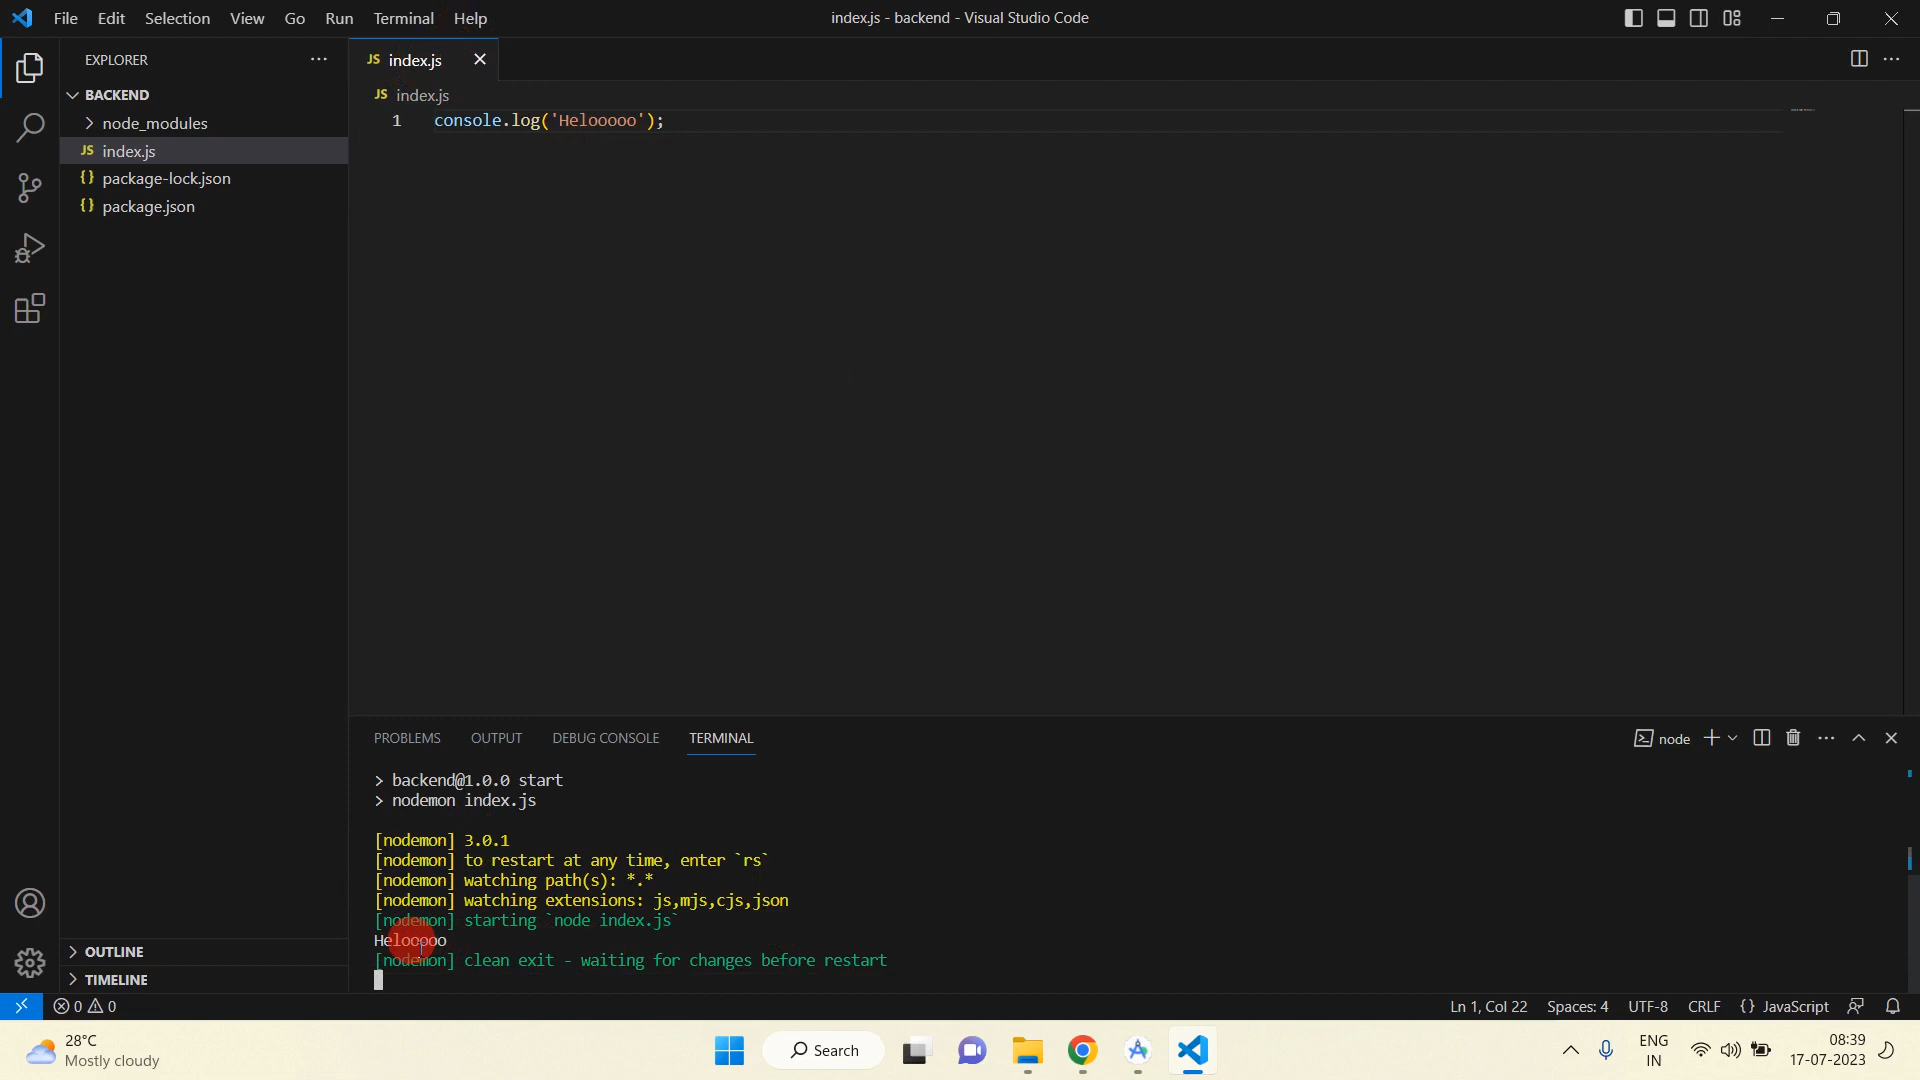 File Edit Selection View Go Run Terminal Help
index.js - backend - Visual Studio Code
EXPLORER
BACKEND
node_modules
JS index.js
{} package-lock.json
{} package.json
OUTLINE
TIMELINE
JS index.js
JS index.js
1 console.log('Helooooo');
PROBLEMS OUTPUT DEBUG CONSOLE TERMINAL
node
> backend@1.0.0 start
> nodemon index.js
[nodemon] 3.0.1
[nodemon] to restart at any time, enter `rs`
[nodemon] watching path(s): *.*
[nodemon] watching extensions: js,mjs,cjs,json
[nodemon] starting `node index.js`
Helooooo
[nodemon] clean exit - waiting for changes before restart
0 0
Ln 1, Col 22 Spaces: 4 UTF-8 CRLF {} JavaScript
28°C
Mostly cloudy
Search
ENG
IN
08:39
17-07-2023